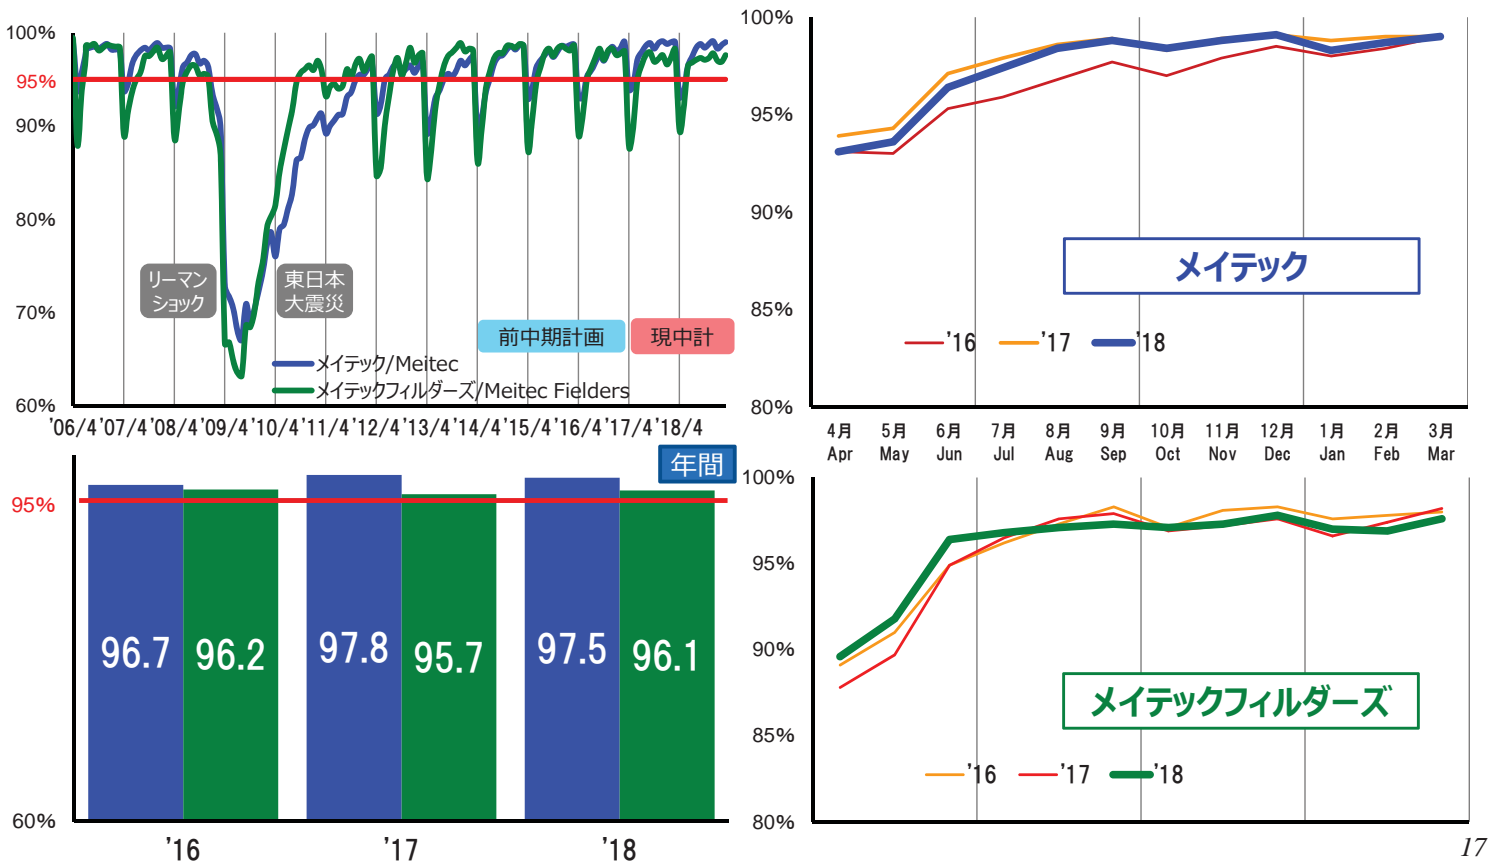 100%
95%
90%
80%
70%
60%
リーマン
ショック
東日本
大震災
前中期計画
現中計
メイテック/Meitec
メイテックフィルダーズ/Meitec Fielders
'06/4 '07/4 '08/4 '09/4 '10/4 '11/4 '12/4 '13/4 '14/4 '15/4 '16/4 '17/4 '18/4
100%
95%
90%
85%
80%
メイテック
'16 '17 '18
4月 5月 6月 7月 8月 9月 10月 11月 12月 1月 2月 3月
Apr May Jun Jul Aug Sep Oct Nov Dec Jan Feb Mar
年間
95%
96.7 96.2 97.8 95.7 97.5 96.1
60%
'16 '17 '18
100%
95%
90%
85%
80%
メイテックフィルダーズ
'16 '17 '18
17